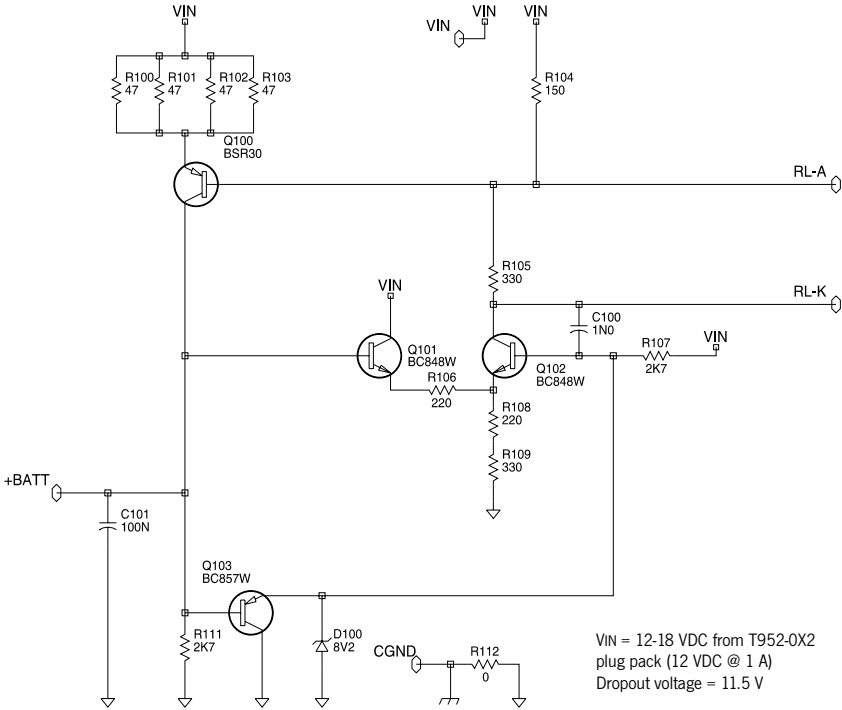 VIN
VIN
VIN
VIN
R100
47
R101
47
R102
47
R103
47
R104
150
Q100
BSR30
RL-A
R105
330
RL-K
VIN
C100
1N0
R107
2K7
VIN
Q101
BC848W
Q102
BC848W
R106
220
R108
220
R109
330
+BATT
C101
100N
Q103
BC857W
R111
2K7
D100
8V2
CGND
R112
0
VIN = 12-18 VDC from T952-0X2
plug pack (12 VDC @ 1 A)
Dropout voltage = 11.5 V